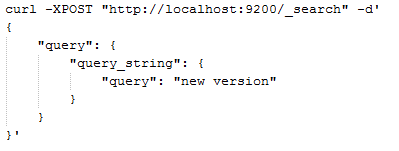 curl -XPOST "http://localhost:9200/_search" -d'
{
    "query": {
        "query_string": {
            "query": "new version"
        }
    }
}'